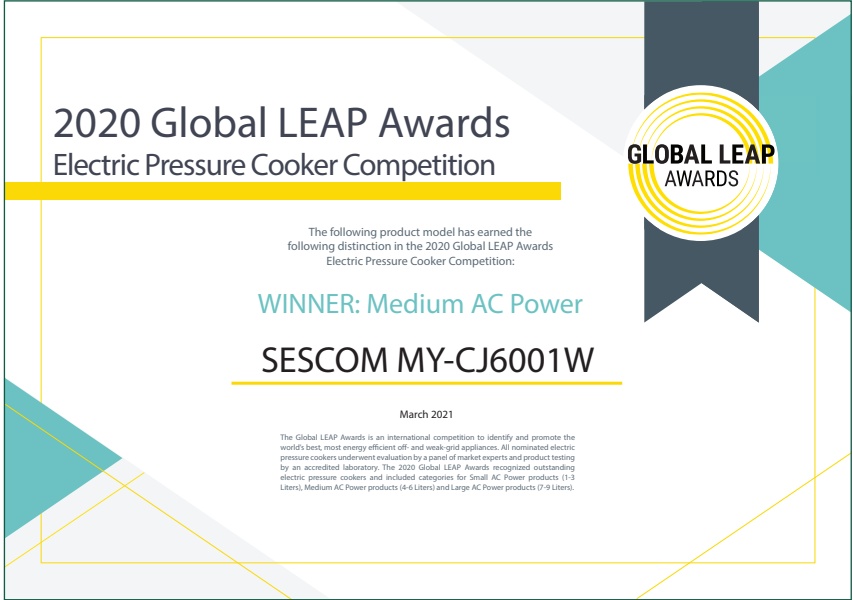 2020 Global LEAP Awards
Electric Pressure Cooker Competition
GLOBAL LEAP
AWARDS
The following product model has earned the
following distinction in the 2020 Global LEAP Awards
Electric Pressure Cooker Competition:
WINNER: Medium AC Power
SESCOM MY-CJ6001W
March 2021
The Global LEAP Awards is an international competition to identify and promote the
world's best, most energy efficient off- and weak-grid appliances. All nominated electric
pressure cookers underwent evaluation by a panel of market experts and product testing
by an accredited laboratory. The 2020 Global LEAP Awards recognized outstanding
electric pressure cookers and included categories for Small AC Power products (1-3
Liters), Medium AC Power products (4-6 Liters) and Large AC Power products (7-9 Liters).